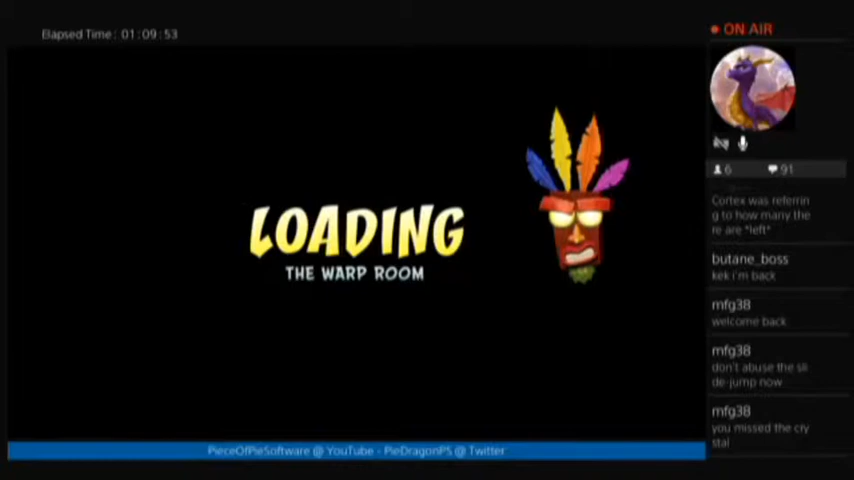 Elapsed Time : 01:09:53
ON AIR
6 91
Cortex was referrin
g to how many the
re are *left*
butane_boss
kek i'm back
LOADING
THE WARP ROOM
mfg38
welcome back
mfg38
don't abuse the sli
de-jump now
mfg38
you missed the cry
stal
PieceOfPieSoftware @ YouTube - PieDragonPS @ Twitter